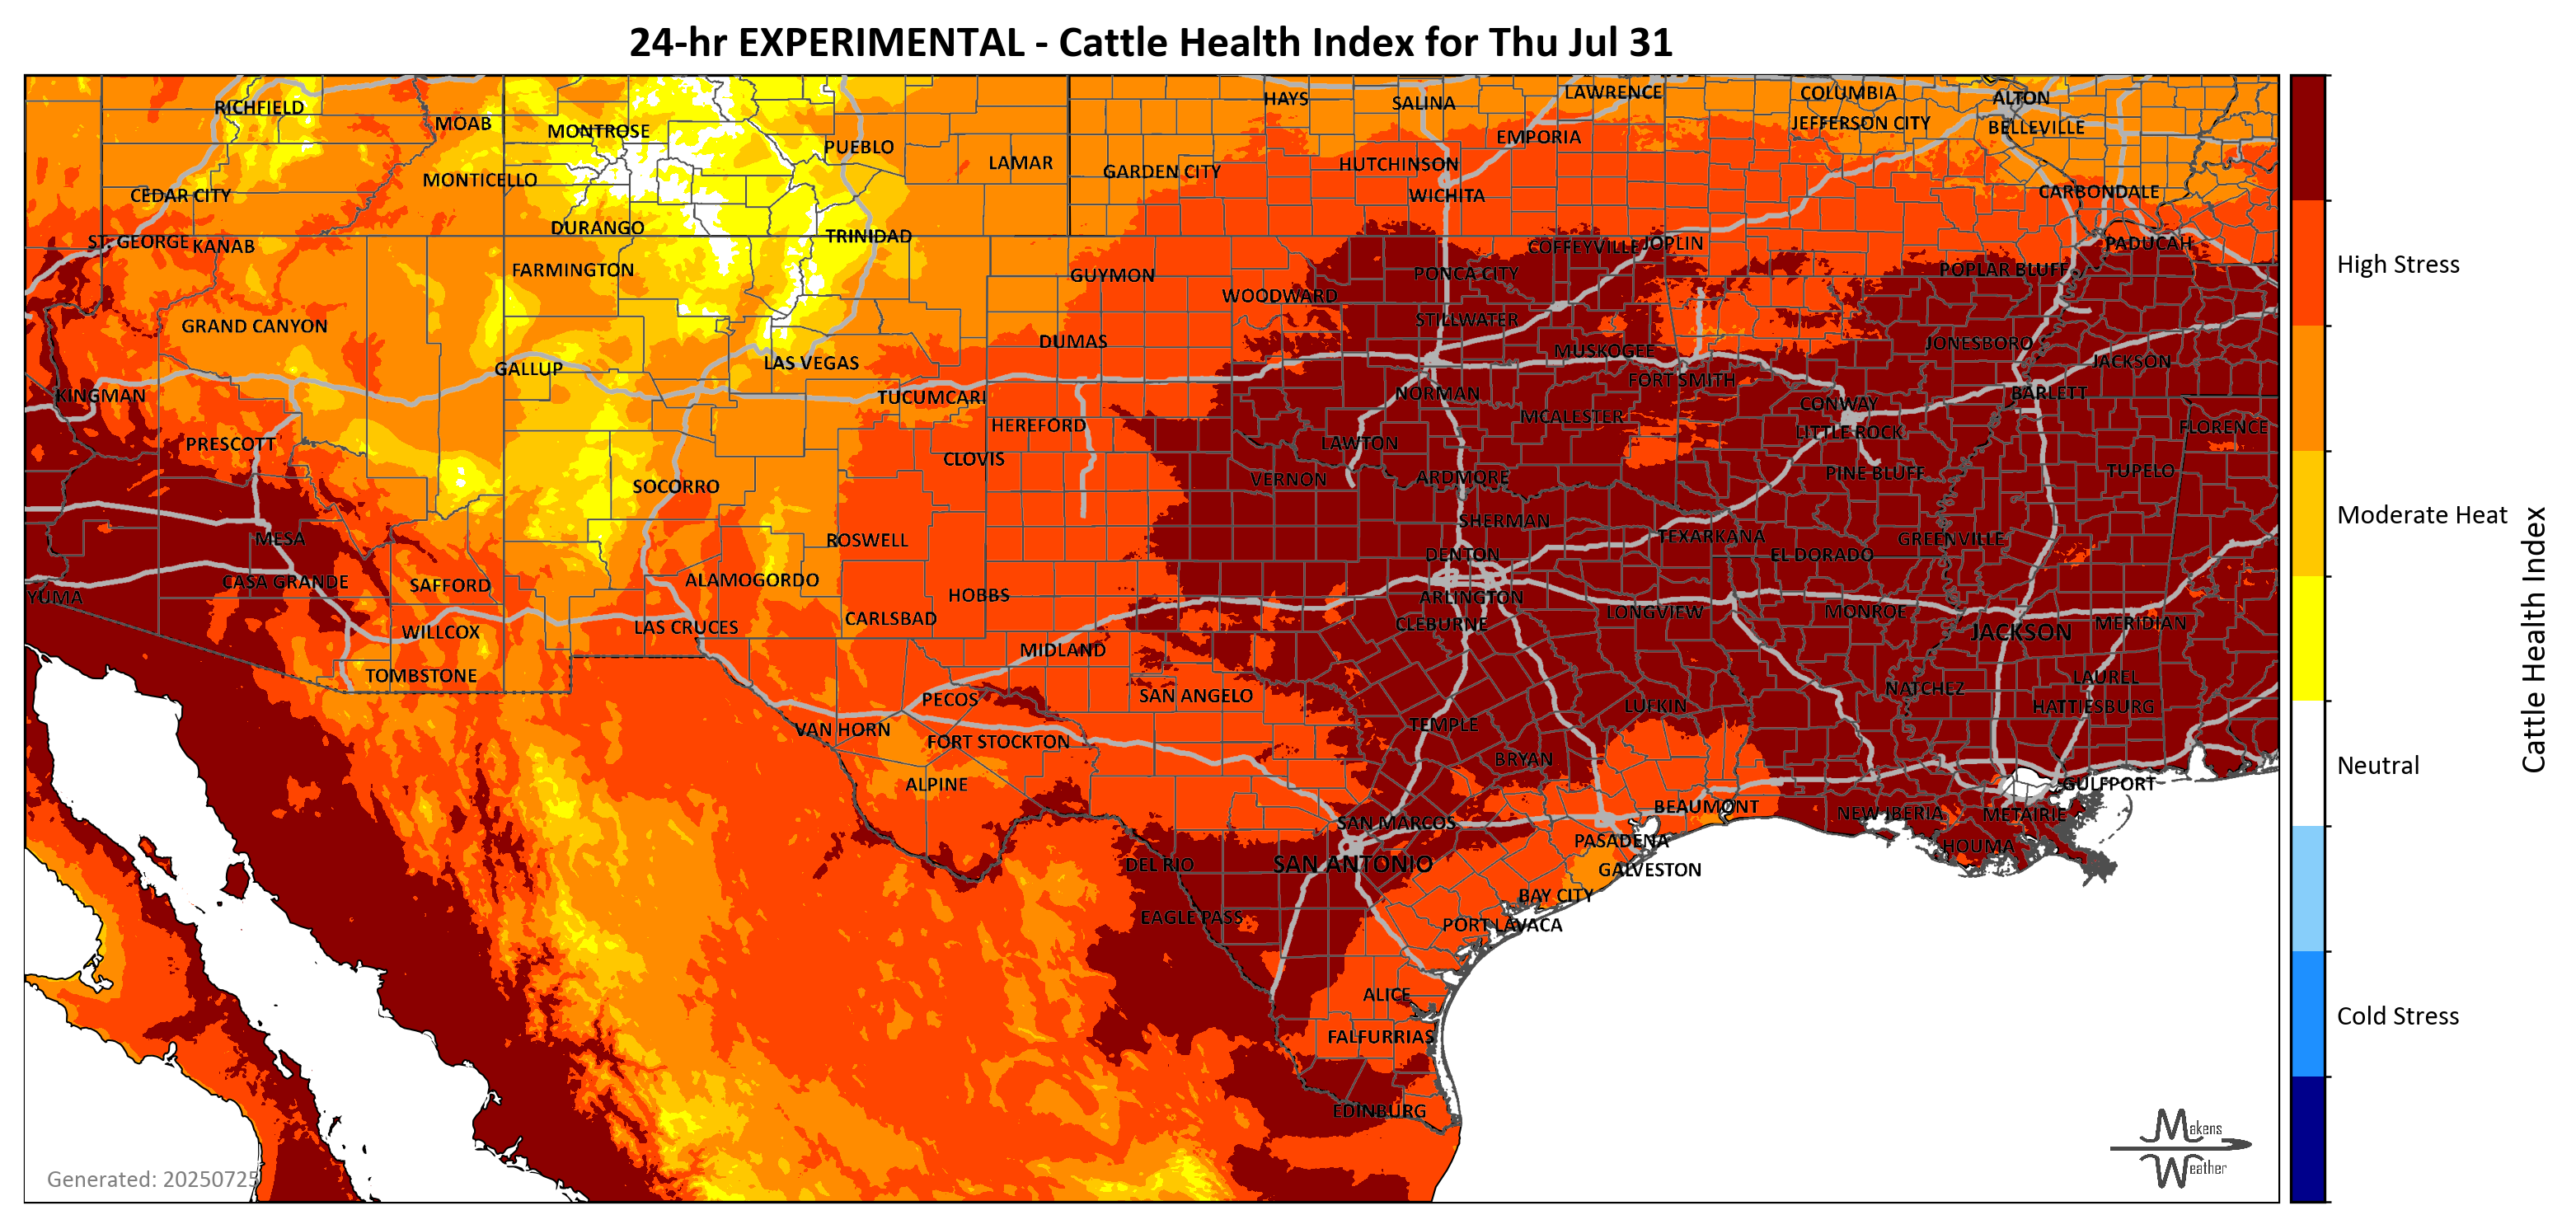 24-hr EXPERIMENTAL - Cattle Health Index for Thu Jul 31
RICHFIELD
MOAB
MONTROSE
PUEBLO
LAMAR
GARDEN CITY
HAYS
SALINA
LAWRENCE
EMPORIA
COLUMBIA
JEFFERSON CITY
ALTON
BELLEVILLE
CEDAR CITY
MONTICELLO
HUTCHINSON
WICHITA
CARBONDALE
ST. GEORGE
KANAB
DURANGO
TRINIDAD
COFFEYVILLE
JOPLIN
PADUCAH
High Stress
FARMINGTON
GUYMON
WOODWARD
PONCA CITY
POPLAR BLUFF
GRAND CANYON
DUMAS
STILLWATER
MUSKOGEE
JONESBORO
JACKSON
GALLUP
LAS VEGAS
KINGMAN
TUCUMCARI
NORMAN
FORT SMITH
BARLETT
CONWAY
PRESCOTT
HEREFORD
LAWTON
MCALESTER
LITTLE ROCK
FLORENCE
CLOVIS
SOCORRO
VERNON
ARDMORE
PINE BLUFF
TUPELO
Moderate Heat
SHERMAN
MESA
ROSWELL
DENTON
TEXARKANA
EL DORADO
GREENVILLE
YUMA
CASA GRANDE
SAFFORD
ALAMOGORDO
HOBBS
ARLINGTON
LONGVIEW
MONROE
WILLCOX
LAS CRUCES
CARLSBAD
CLEBURNE
JACKSON
MERIDIAN
TOMBSTONE
MIDLAND
PECOS
SAN ANGELO
LUFKIN
NATCHEZ
LAUREL
HATTIESBURG
Cattle Health Index
VAN HORN
FORT STOCKTON
TEMPLE
BRYAN
Neutral
ALPINE
BEAUMONT
NEW IBERIA
GULFPORT
METAIRIE
SAN MARCOS
PASADENA
HOUMA
DEL RIO
SAN ANTONIO
GALVESTON
BAY CITY
EAGLE PASS
PORT LAVACA
ALICE
Cold Stress
FALFURRIAS
EDINBURG
Makens
Weather
Generated: 20250725